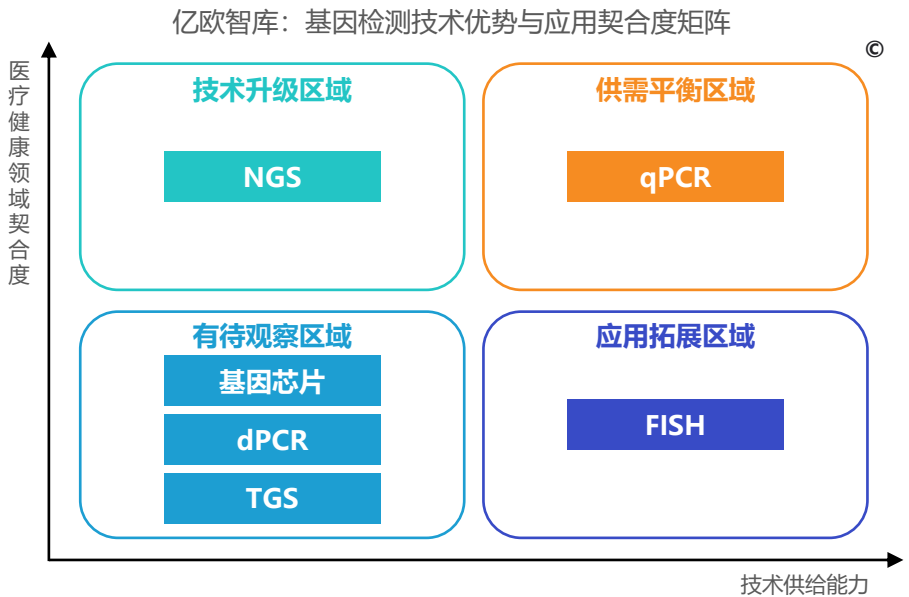 亿欧智库：基因检测技术优势与应用契合度矩阵
©
医疗健康领域契合度
技术升级区域
NGS
供需平衡区域
qPCR
有待观察区域
基因芯片
dPCR
TGS
应用拓展区域
FISH
技术供给能力